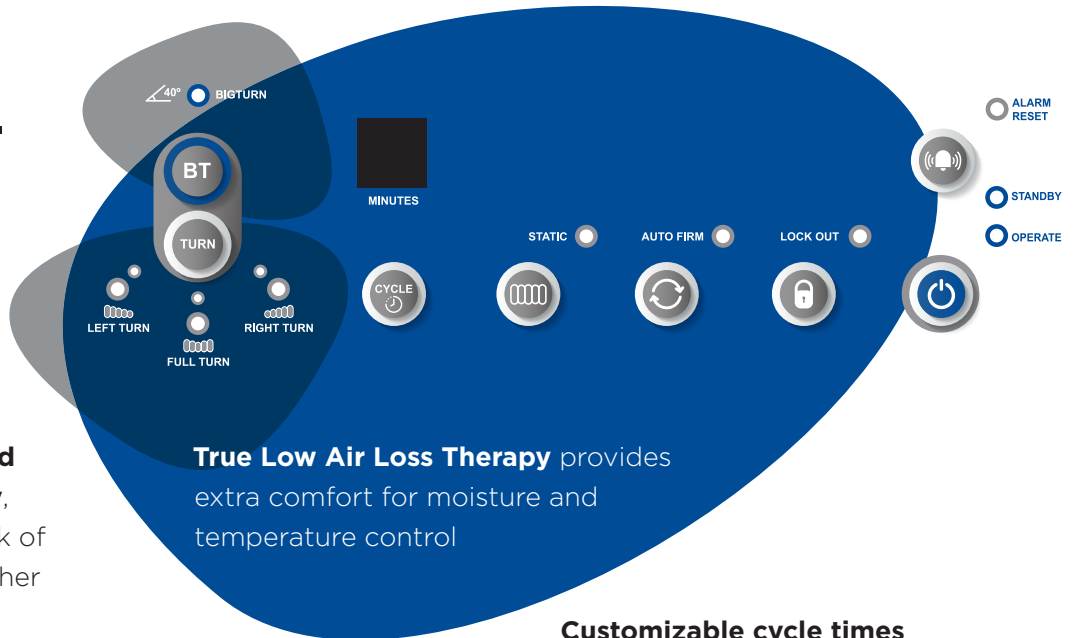 40° BIGTURN
ALARM
RESET
BT
MINUTES
STANDBY
TURN
STATIC
AUTO FIRM
LOCK OUT
OPERATE
CYCLE
LEFT TURN
RIGHT TURN
FULL TURN
True Low Air Loss Therapy provides
extra comfort for moisture and
temperature control
of
Customizable cycle times